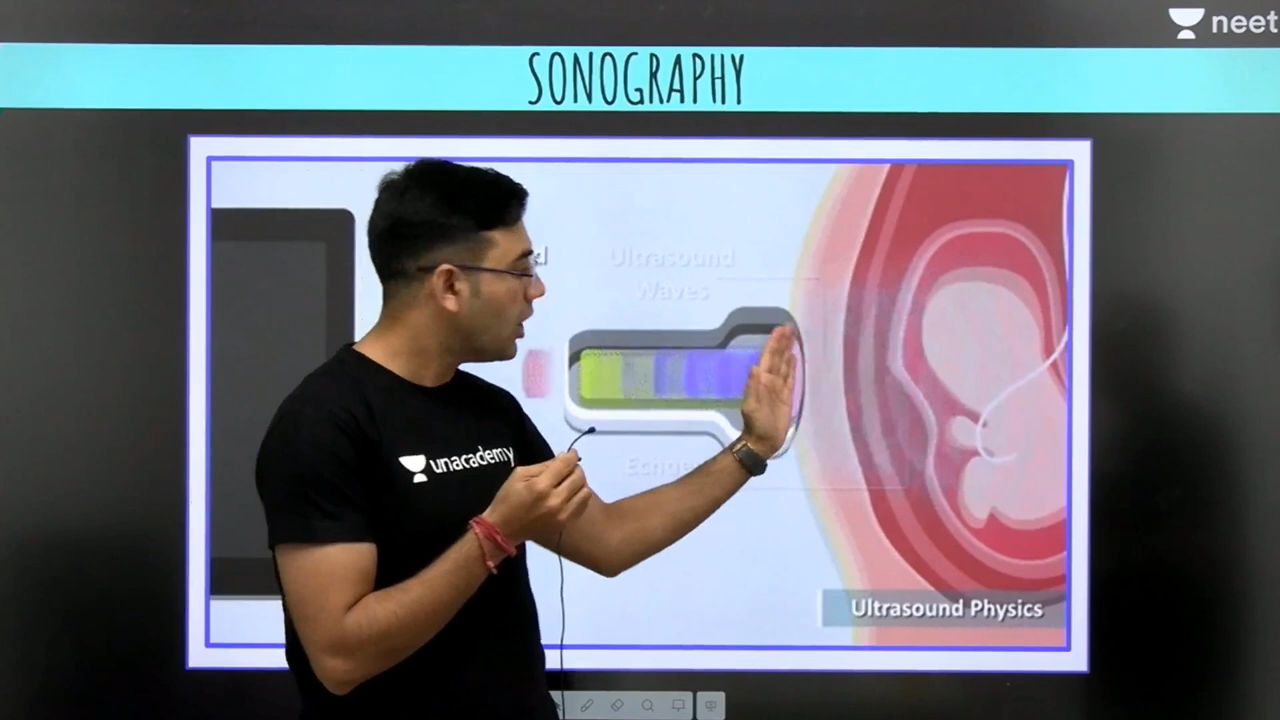 neet
SONOGRAPHY
Ultrasound
Waves
unacademy
Ultrasound Physics